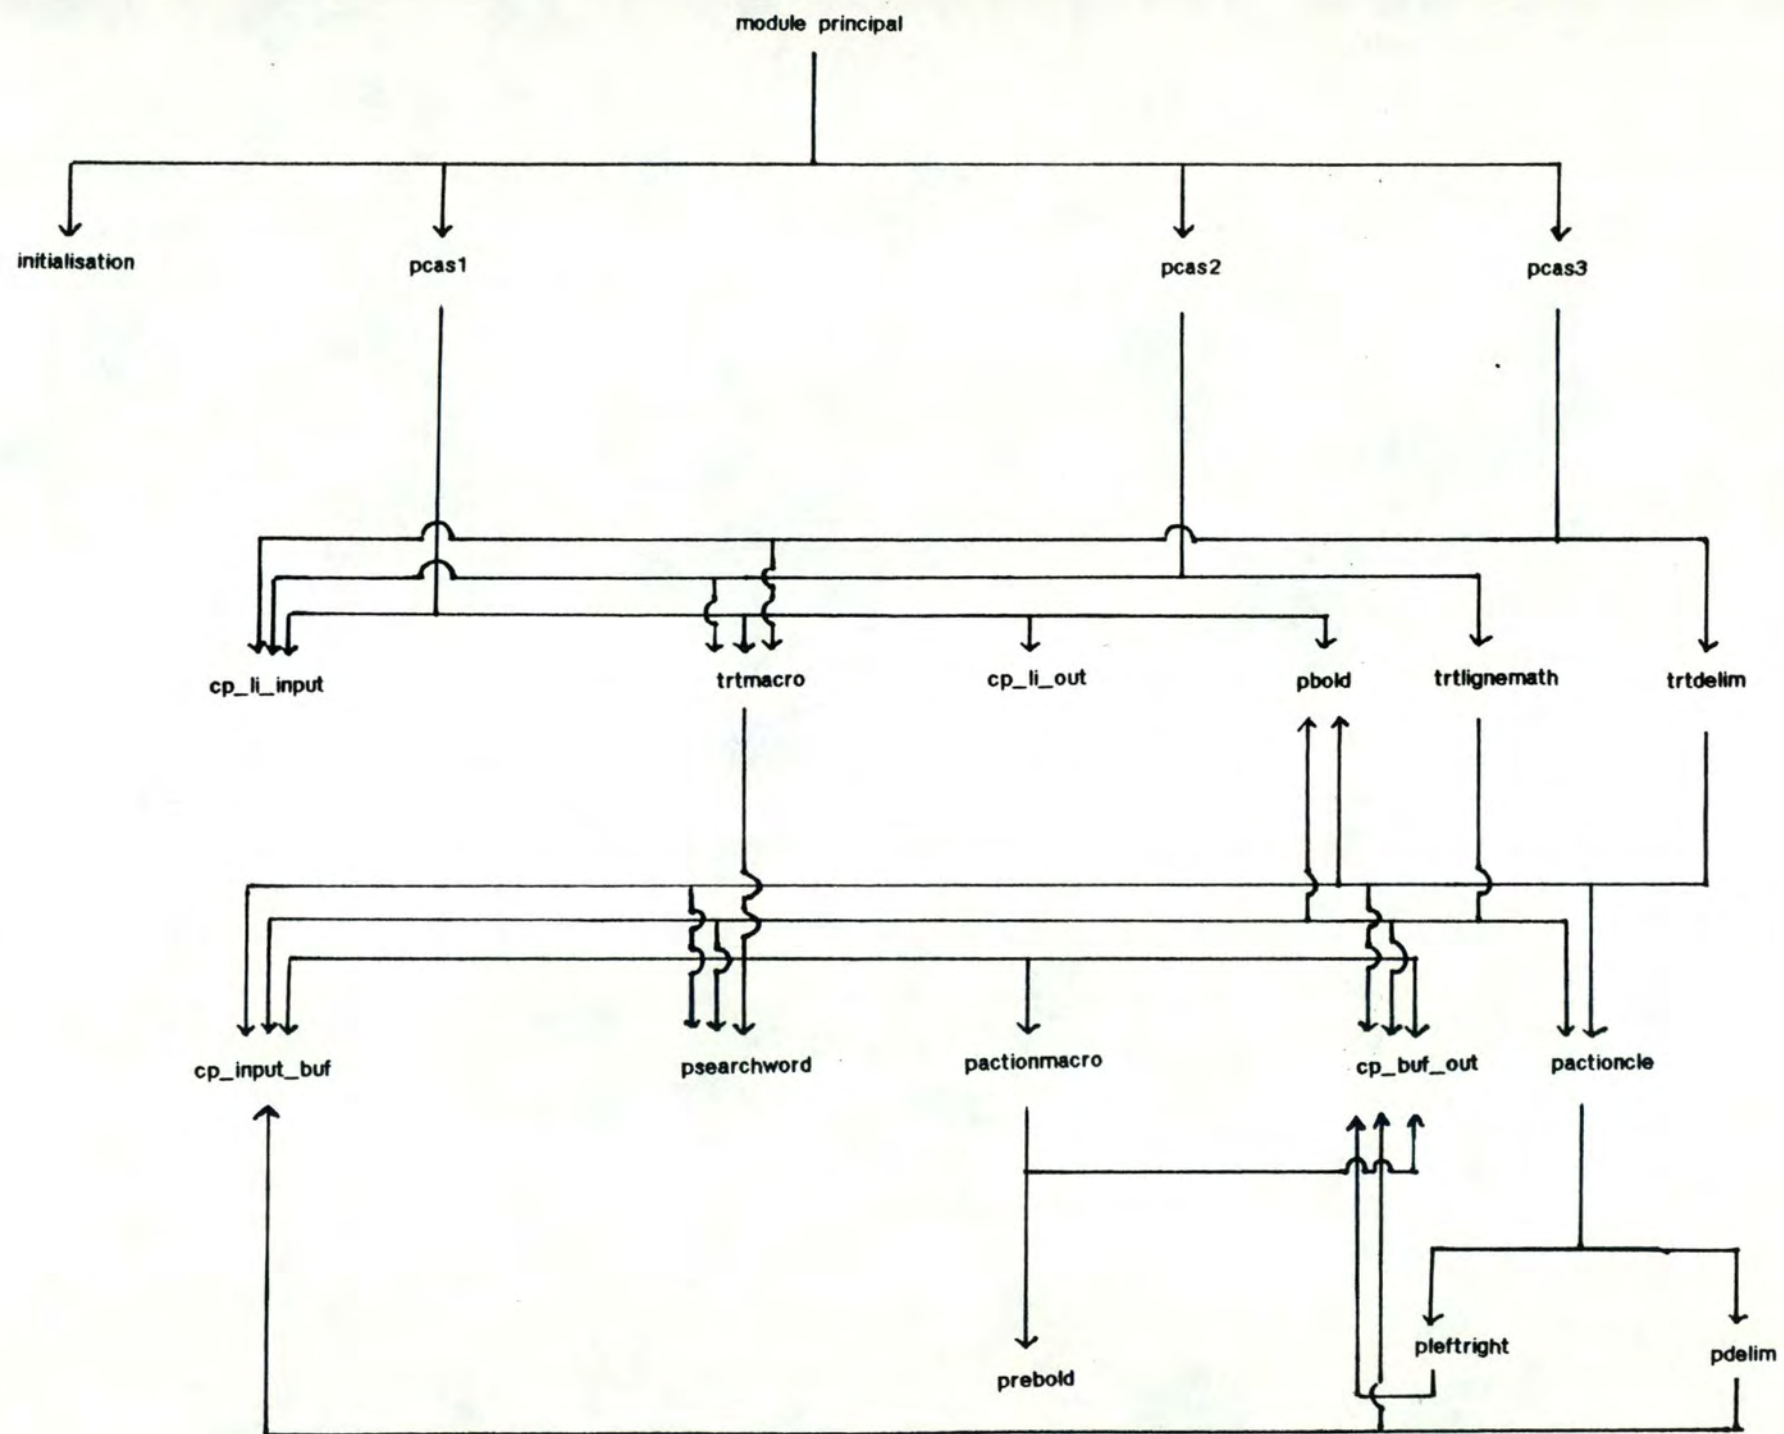 module principal
initialisation
pcas1
pcas2
pcas3
cp_li_input
trtmacro
cp_li_out
pbold
trtlignemath
trtdelim
cp_input_buf
psearchword
pactionmacro
cp_buf_out
pactioncle
pleftright
pdelim
prebold